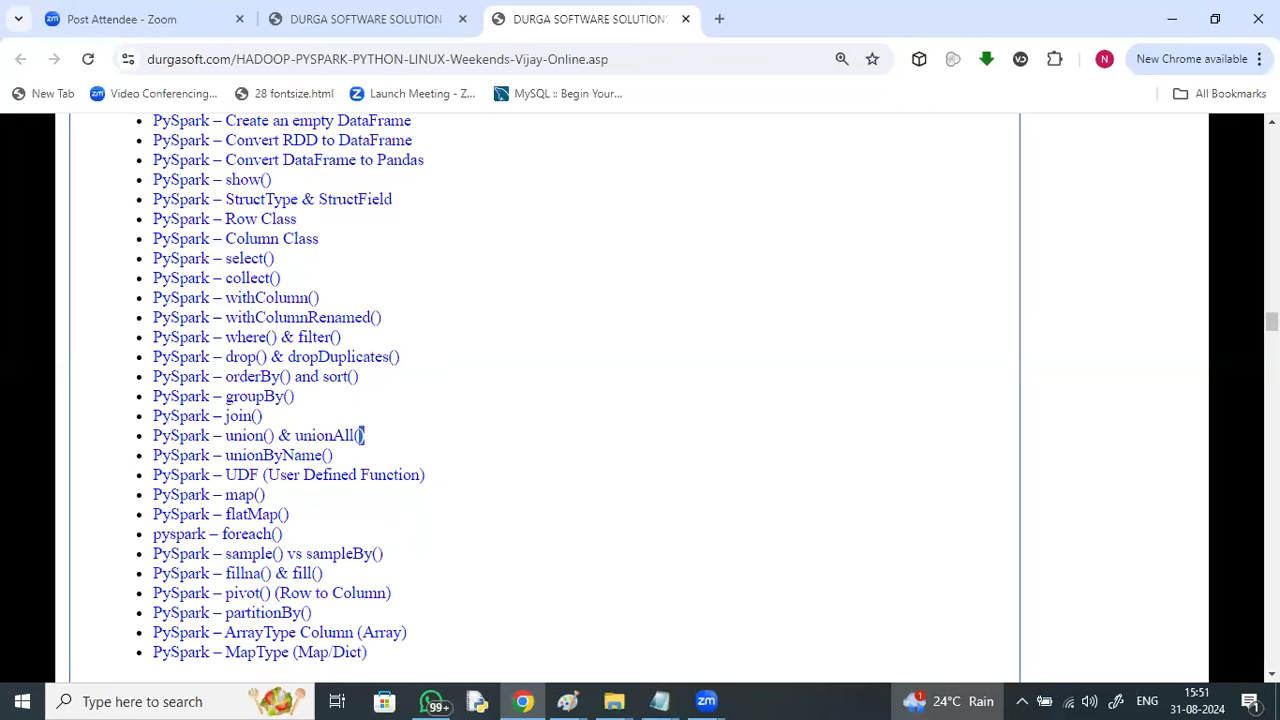 Post Attendee - Zoom
DURGA SOFTWARE SOLUTION
DURGA SOFTWARE SOLUTION
durgasoft.com/HADOOP-PYSPARK-PYTHON-LINUX-Weekends-Vijay-Online.asp
N
New Chrome available
New Tab
Video Conferencing...
28 fontsize.html
Launch Meeting - Z...
MySQL :: Begin Your...
All Bookmarks
PySpark – Create an empty DataFrame
PySpark – Convert RDD to DataFrame
PySpark – Convert DataFrame to Pandas
PySpark – show()
PySpark – StructType & StructField
PySpark – Row Class
PySpark – Column Class
PySpark – select()
PySpark – collect()
PySpark – withColumn()
PySpark – withColumnRenamed()
PySpark – where() & filter()
PySpark – drop() & dropDuplicates()
PySpark – orderBy() and sort()
PySpark – groupBy()
PySpark – join()
PySpark – union() & unionAll()
PySpark – unionByName()
PySpark – UDF (User Defined Function)
PySpark – map()
PySpark – flatMap()
pyspark – foreach()
PySpark – sample() vs sampleBy()
PySpark – fillna() & fill()
PySpark – pivot() (Row to Column)
PySpark – partitionBy()
PySpark – ArrayType Column (Array)
PySpark – MapType (Map/Dict)
Type here to search
99+
24°C Rain
ENG
15:51
31-08-2024